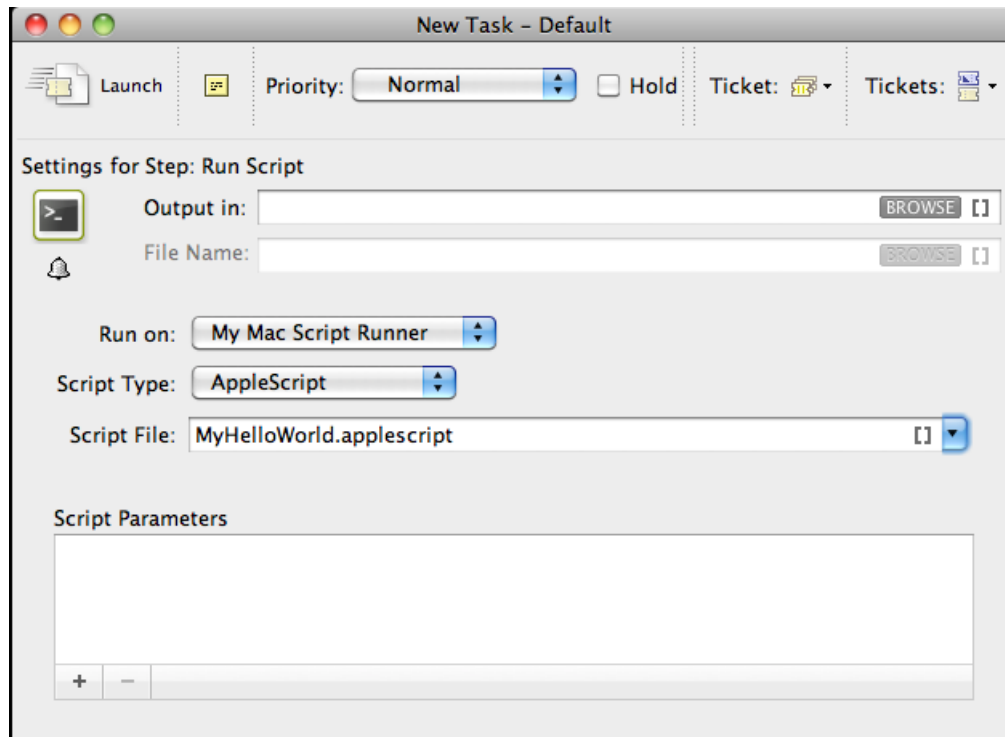 New Task – Default
Launch Priority: Normal Hold Ticket: Tickets:
Settings for Step: Run Script
Output in: BROWSE []
File Name: BROWSE []
Run on: My Mac Script Runner
Script Type: AppleScript
Script File: MyHelloWorld.applescript []
Script Parameters
+ –